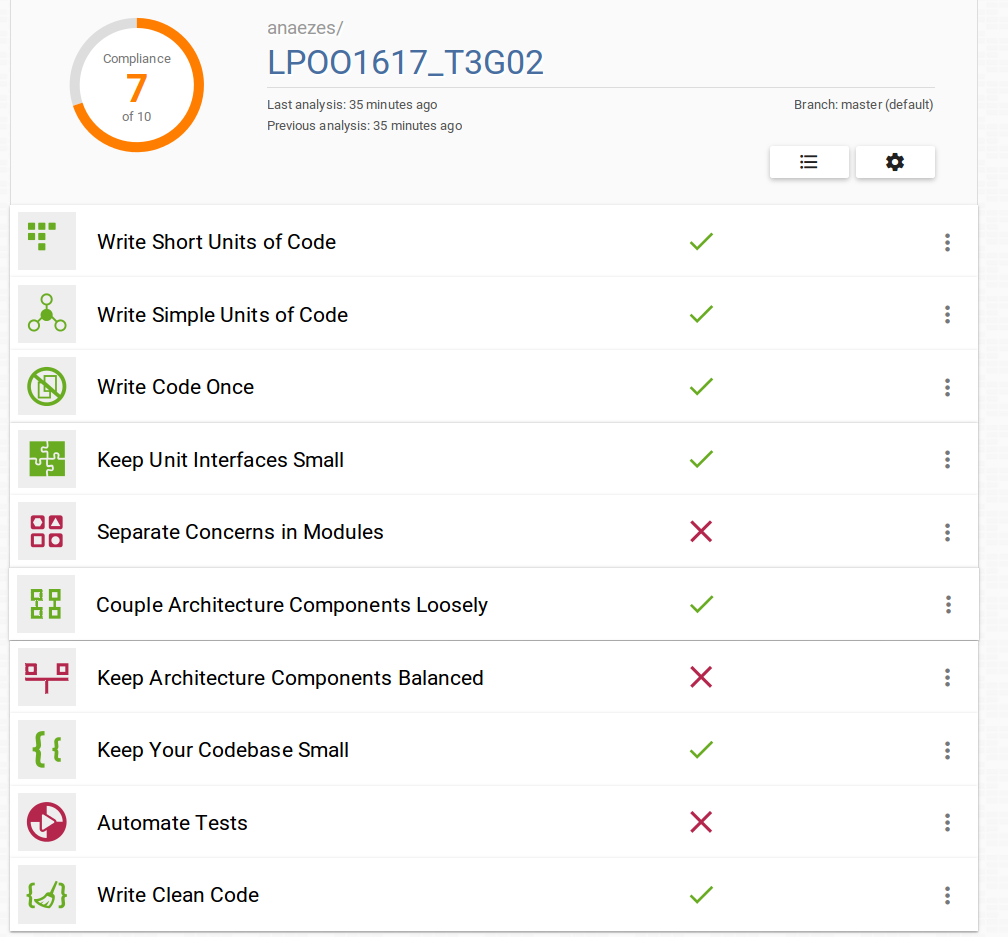 Compliance
7
of 10
anaezes/
LPOO1617_T3G02
Last analysis: 35 minutes ago
Branch: master (default)
Previous analysis: 35 minutes ago
Write Short Units of Code
Write Simple Units of Code
Write Code Once
Keep Unit Interfaces Small
Separate Concerns in Modules
Couple Architecture Components Loosely
Keep Architecture Components Balanced
Keep Your Codebase Small
Automate Tests
Write Clean Code